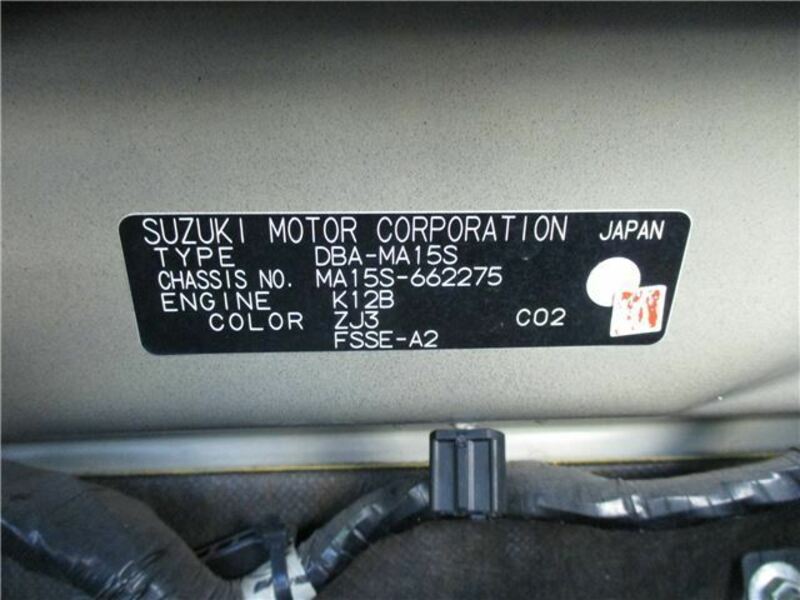 SUZUKI MOTOR CORPORATION JAPAN
TYPE DBA-MA15S
CHASSIS NO. MA15S-662275
ENGINE K12B
COLOR ZJ3 C02
FSSE-A2